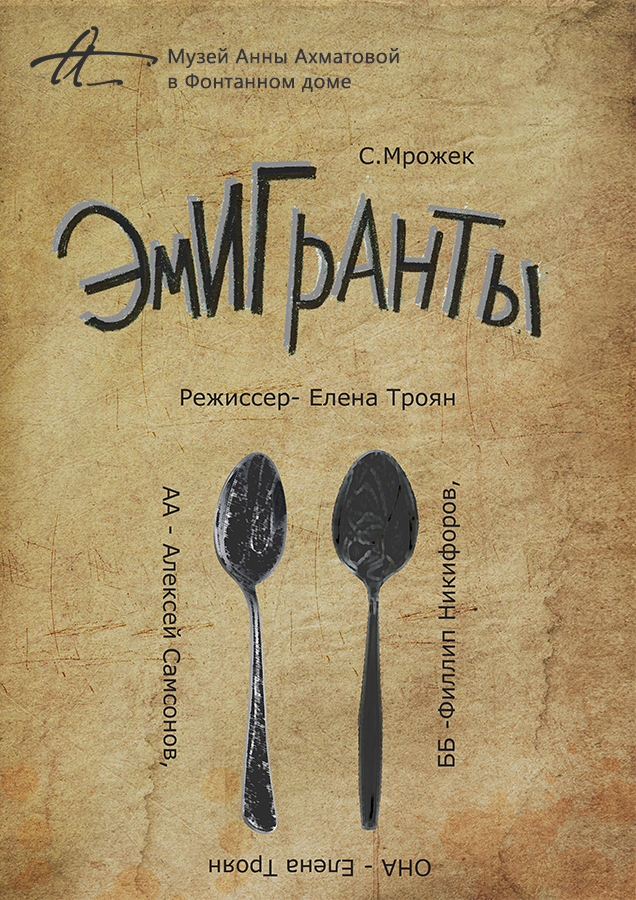 Музей Анны Ахматовой
в Фонтанном доме
С.Мрожек
ЭМИГРАНТЫ
Режиссер- Елена Троян
АА - Алексей Самсонов,
ББ -Филлип Никифоров,
ОНА - Елена Троян